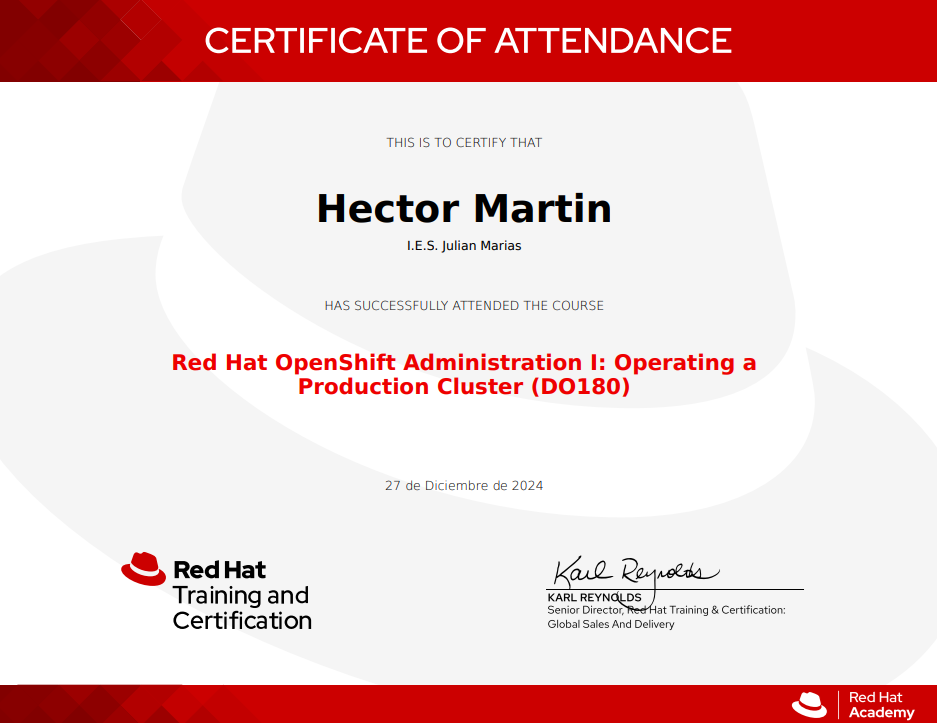 CERTIFICATE OF ATTENDANCE
THIS IS TO CERTIFY THAT
Hector Martin
I.E.S. Julian Marias
HAS SUCCESSFULLY ATTENDED THE COURSE
Red Hat OpenShift Administration I: Operating a
Production Cluster (DO180)
27 de Diciembre de 2024
Red Hat
Training and
Certification
Karl Reynolds
KARL REYNOLDS
Senior Director, Red Hat Training & Certification:
Global Sales And Delivery
Red Hat
Academy